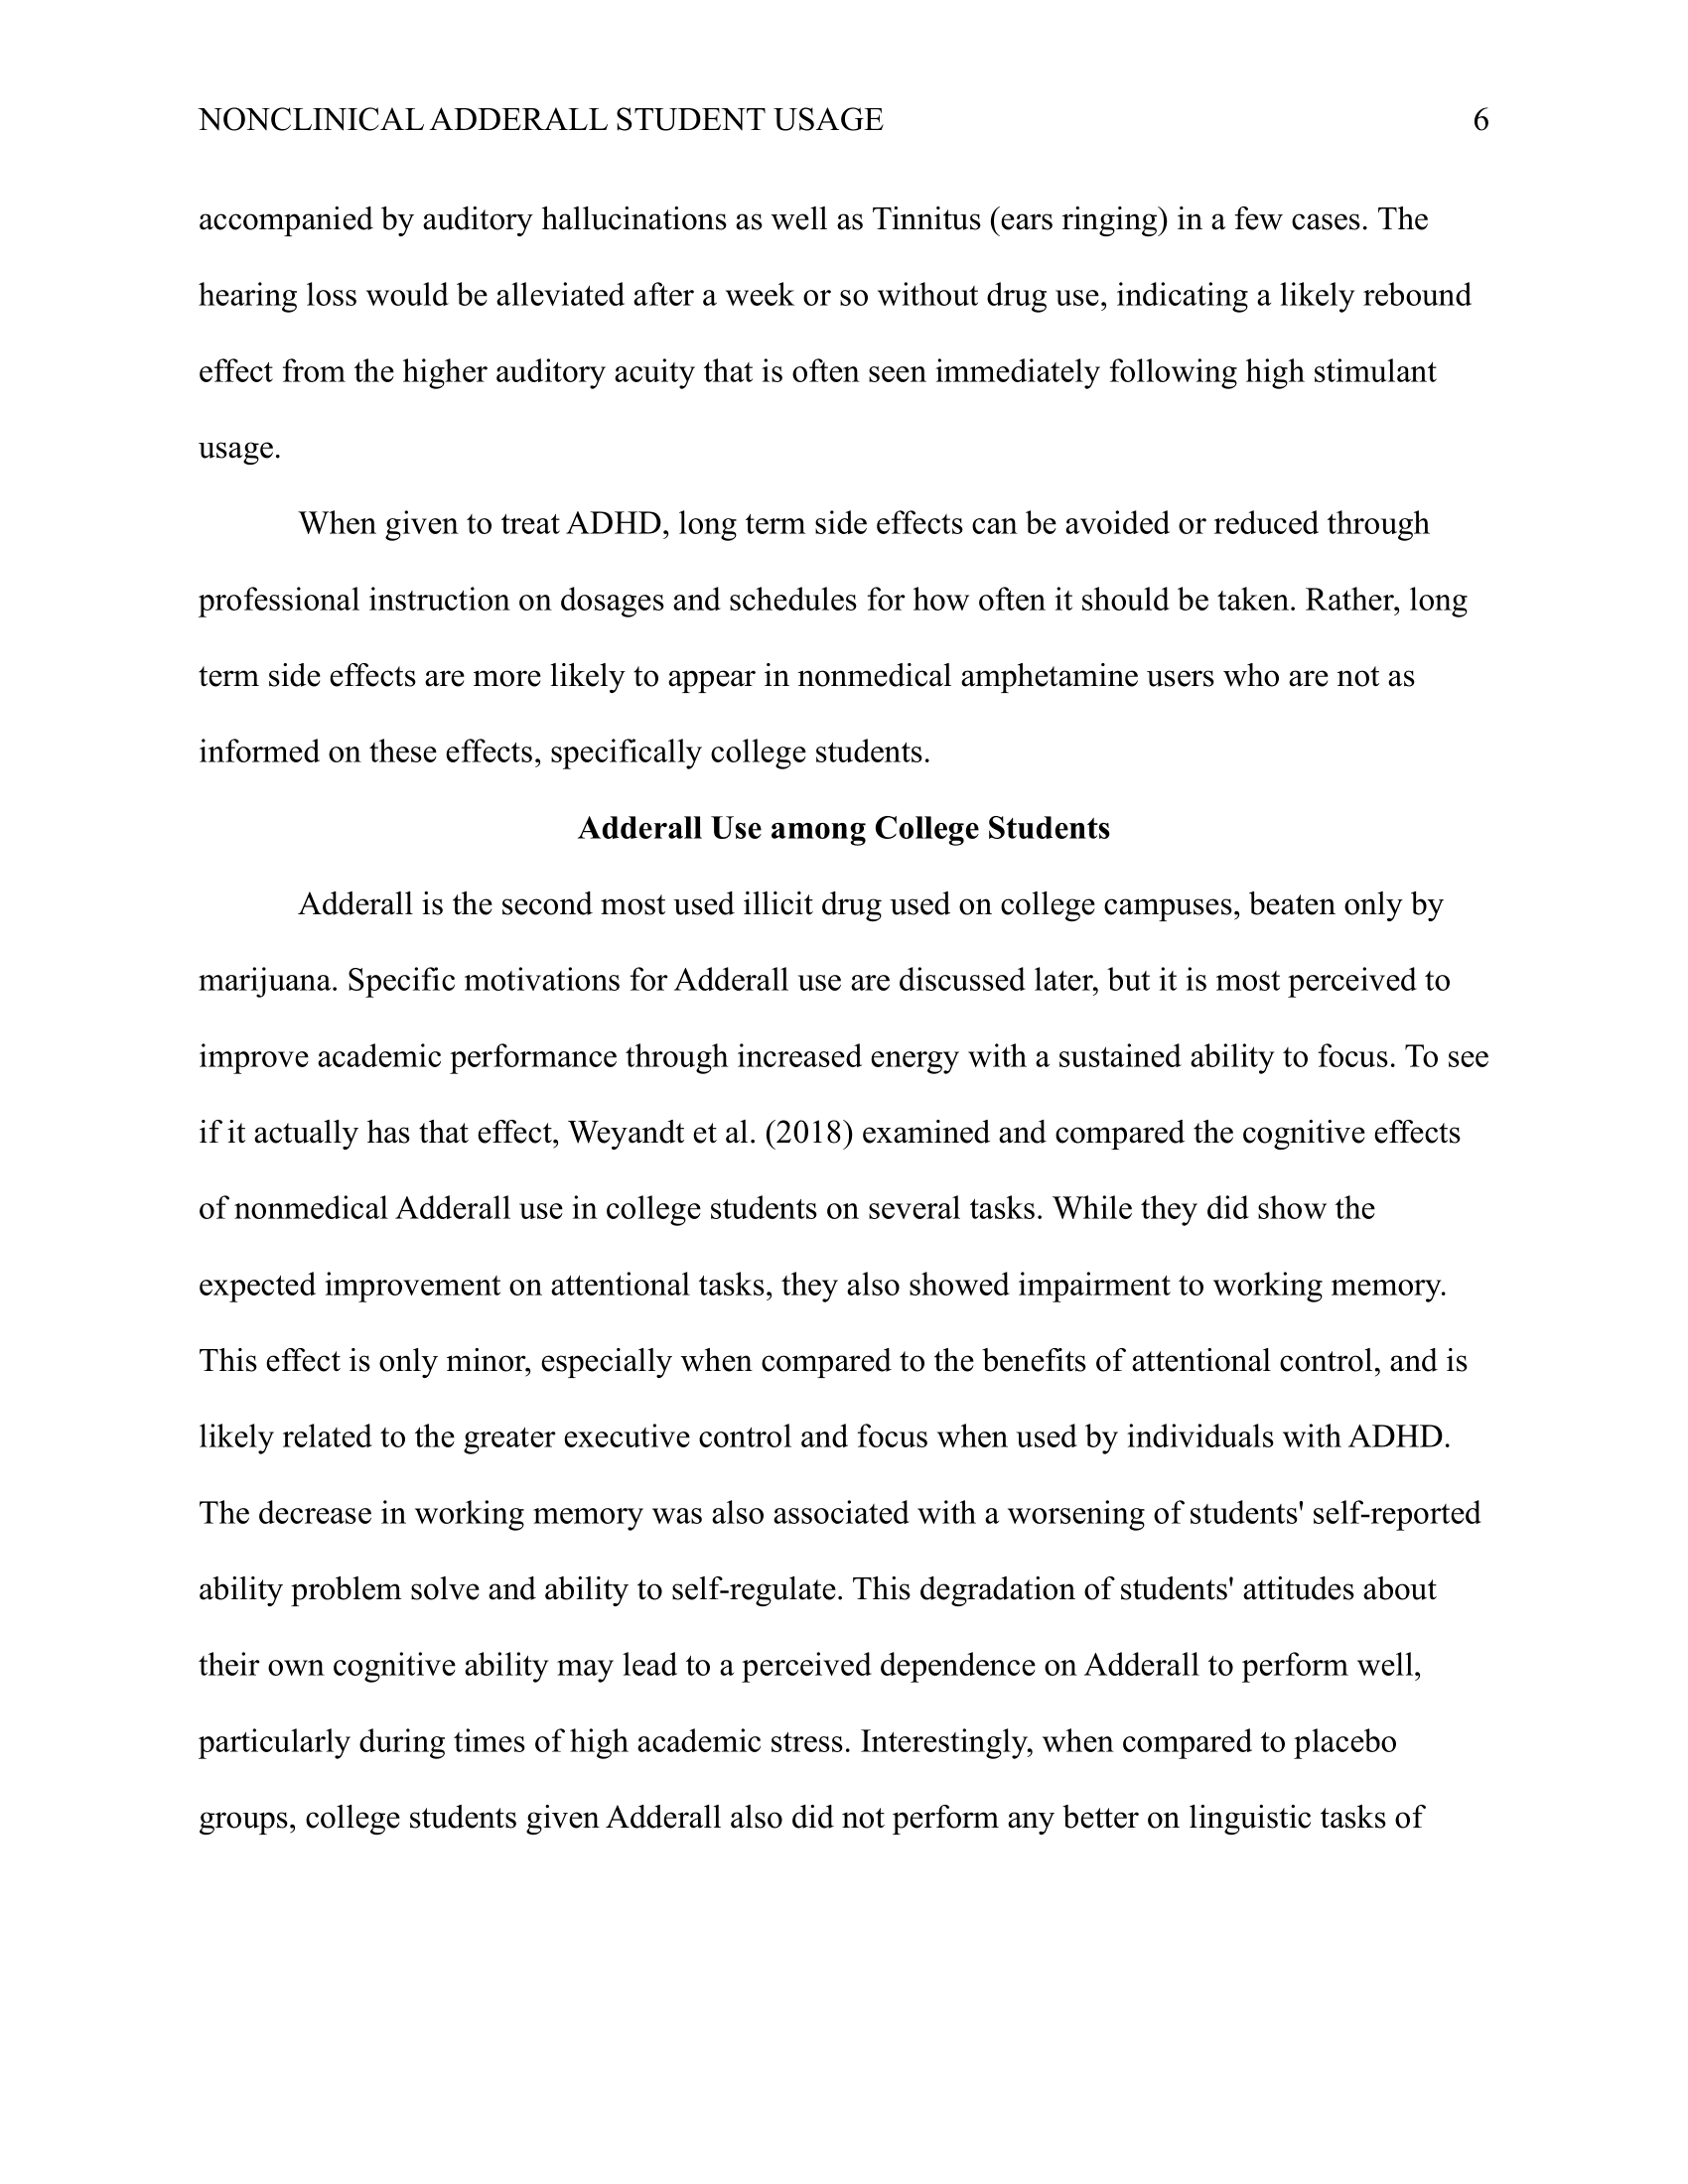 NONCLINICAL ADDERALL STUDENT USAGE 6
accompanied by auditory hallucinations as well as Tinnitus (ears ringing) in a few cases. The
hearing loss would be alleviated after a week or so without drug use, indicating a likely rebound
effect from the higher auditory acuity that is often seen immediately following high stimulant
usage.
When given to treat ADHD, long term side effects can be avoided or reduced through
professional instruction on dosages and schedules for how often it should be taken. Rather, long
term side effects are more likely to appear in nonmedical amphetamine users who are not as
informed on these effects, specifically college students.
Adderall Use among College Students
Adderall is the second most used illicit drug used on college campuses, beaten only by
marijuana. Specific motivations for Adderall use are discussed later, but it is most perceived to
improve academic performance through increased energy with a sustained ability to focus. To see
if it actually has that effect, Weyandt et al. (2018) examined and compared the cognitive effects
of nonmedical Adderall use in college students on several tasks. While they did show the
expected improvement on attentional tasks, they also showed impairment to working memory.
This effect is only minor, especially when compared to the benefits of attentional control, and is
likely related to the greater executive control and focus when used by individuals with ADHD.
The decrease in working memory was also associated with a worsening of students' self-reported
ability problem solve and ability to self-regulate. This degradation of students' attitudes about
their own cognitive ability may lead to a perceived dependence on Adderall to perform well,
particularly during times of high academic stress. Interestingly, when compared to placebo
groups, college students given Adderall also did not perform any better on linguistic tasks of